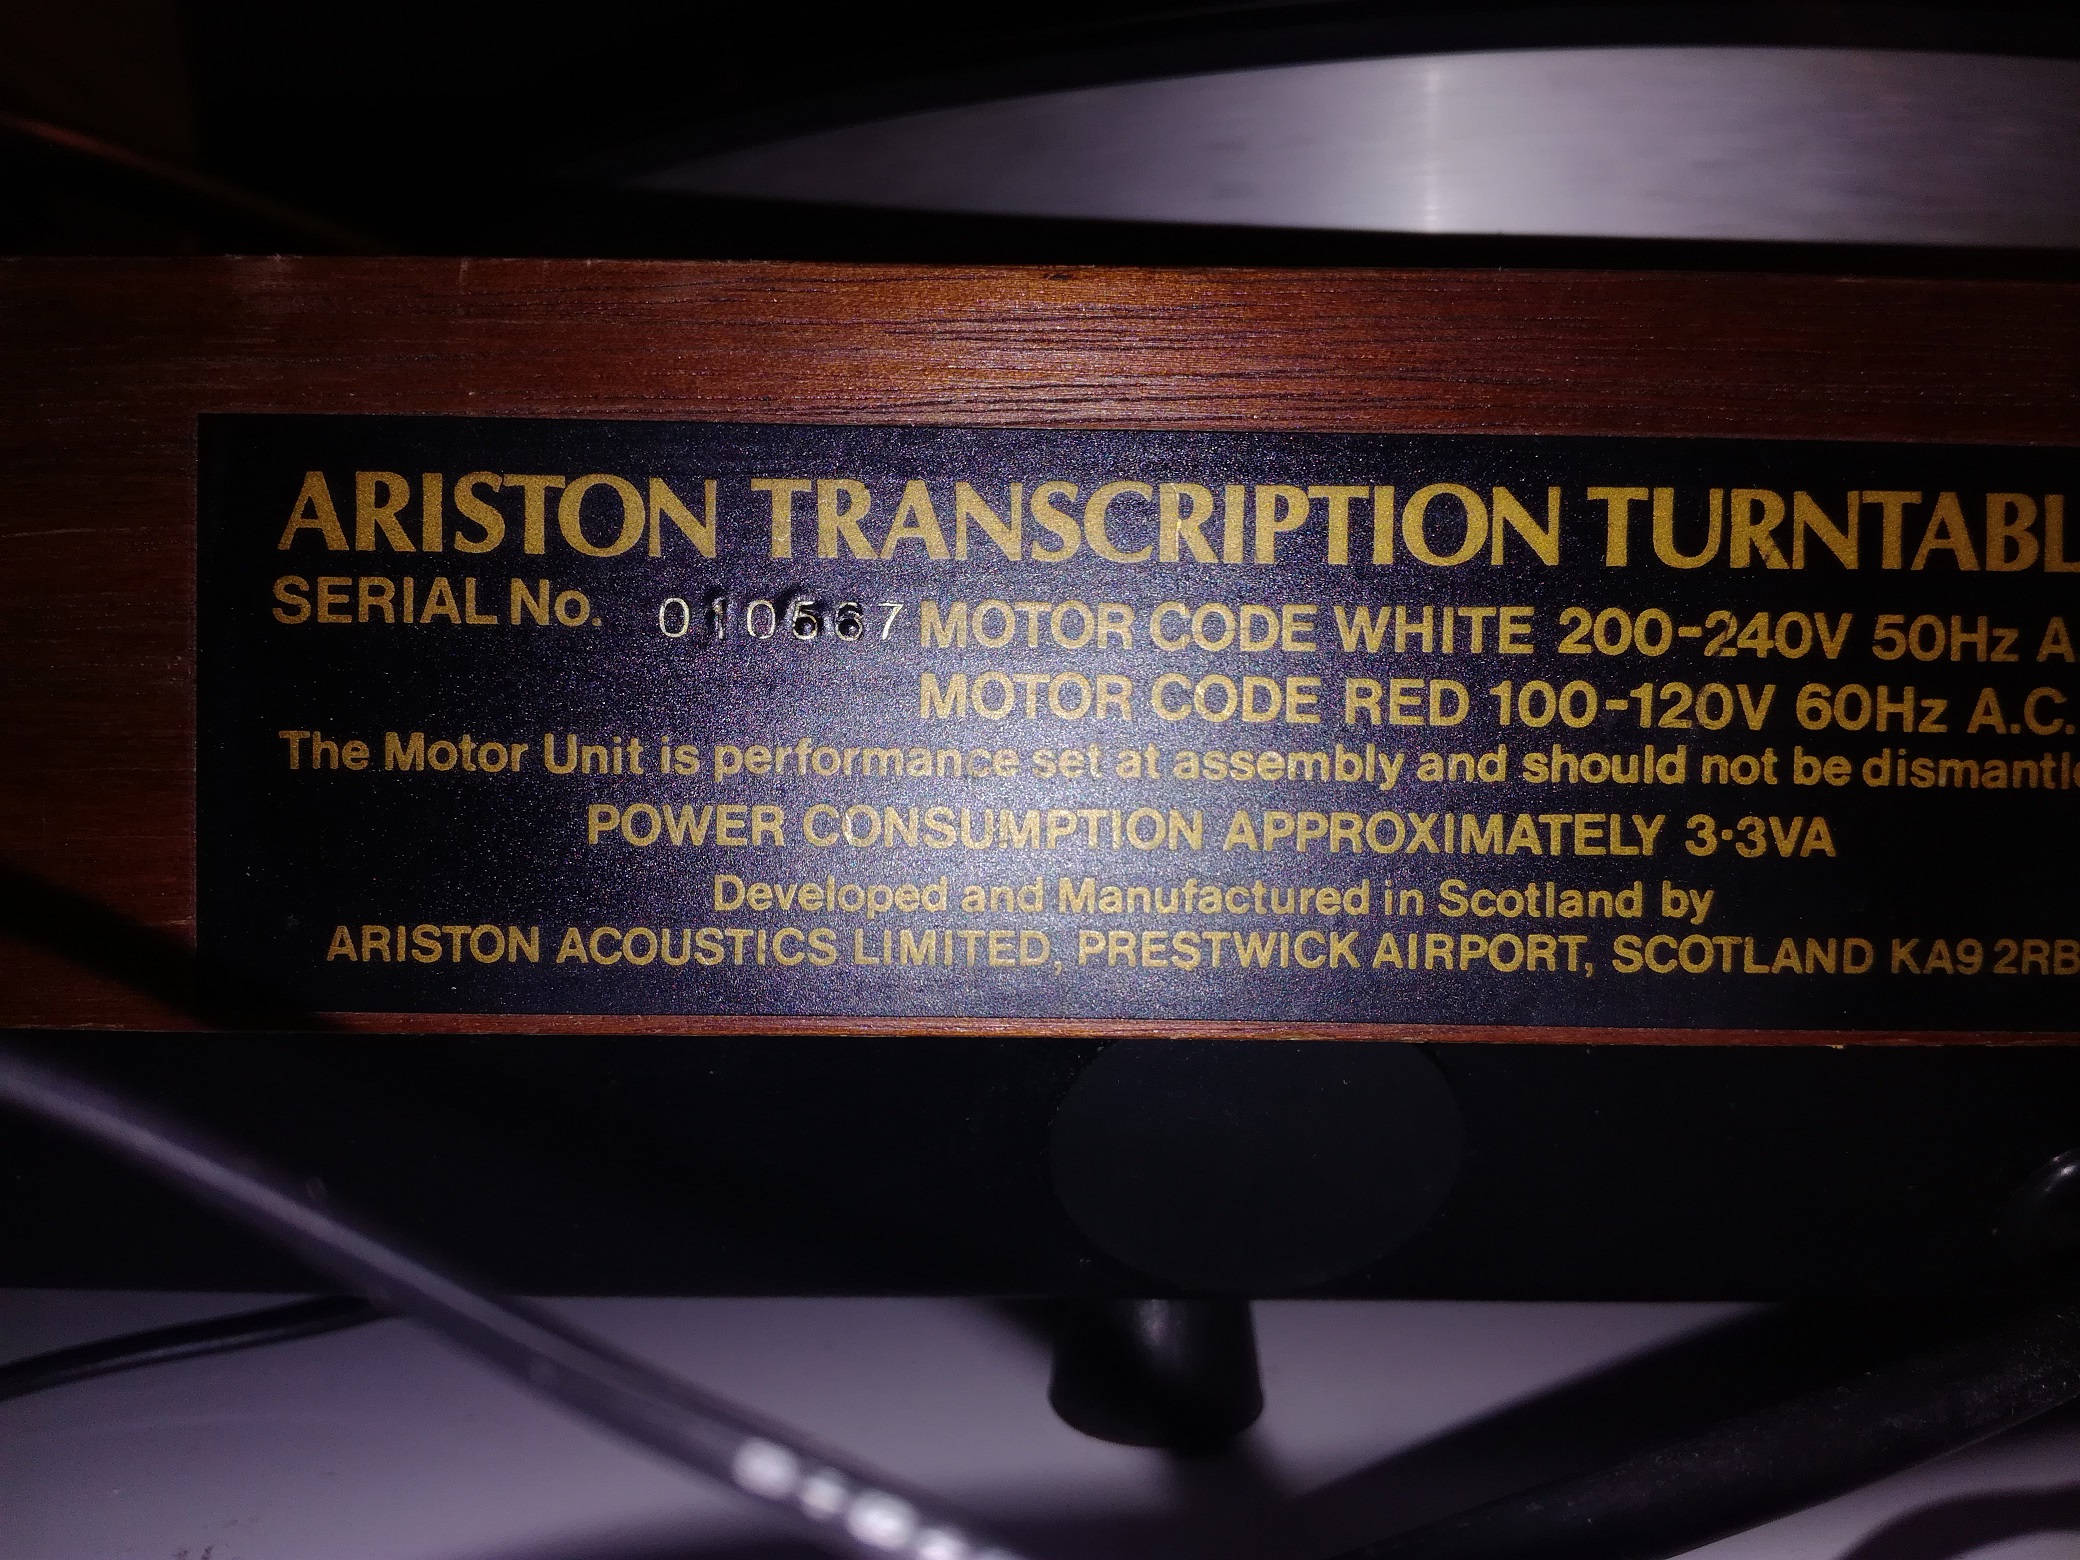 ARISTON TRANSCRIPTION TURNTABL
SERIAL No. 010567 MOTOR CODE WHITE 200-240V 50Hz A.
MOTOR CODE RED 100-120V 60Hz A.C.
The Motor Unit is performance set at assembly and should not be dismantle
POWER CONSUMPTION APPROXIMATELY 3·3VA
Developed and Manufactured in Scotland by
ARISTON ACOUSTICS LIMITED, PRESTWICK AIRPORT, SCOTLAND KA9 2RB